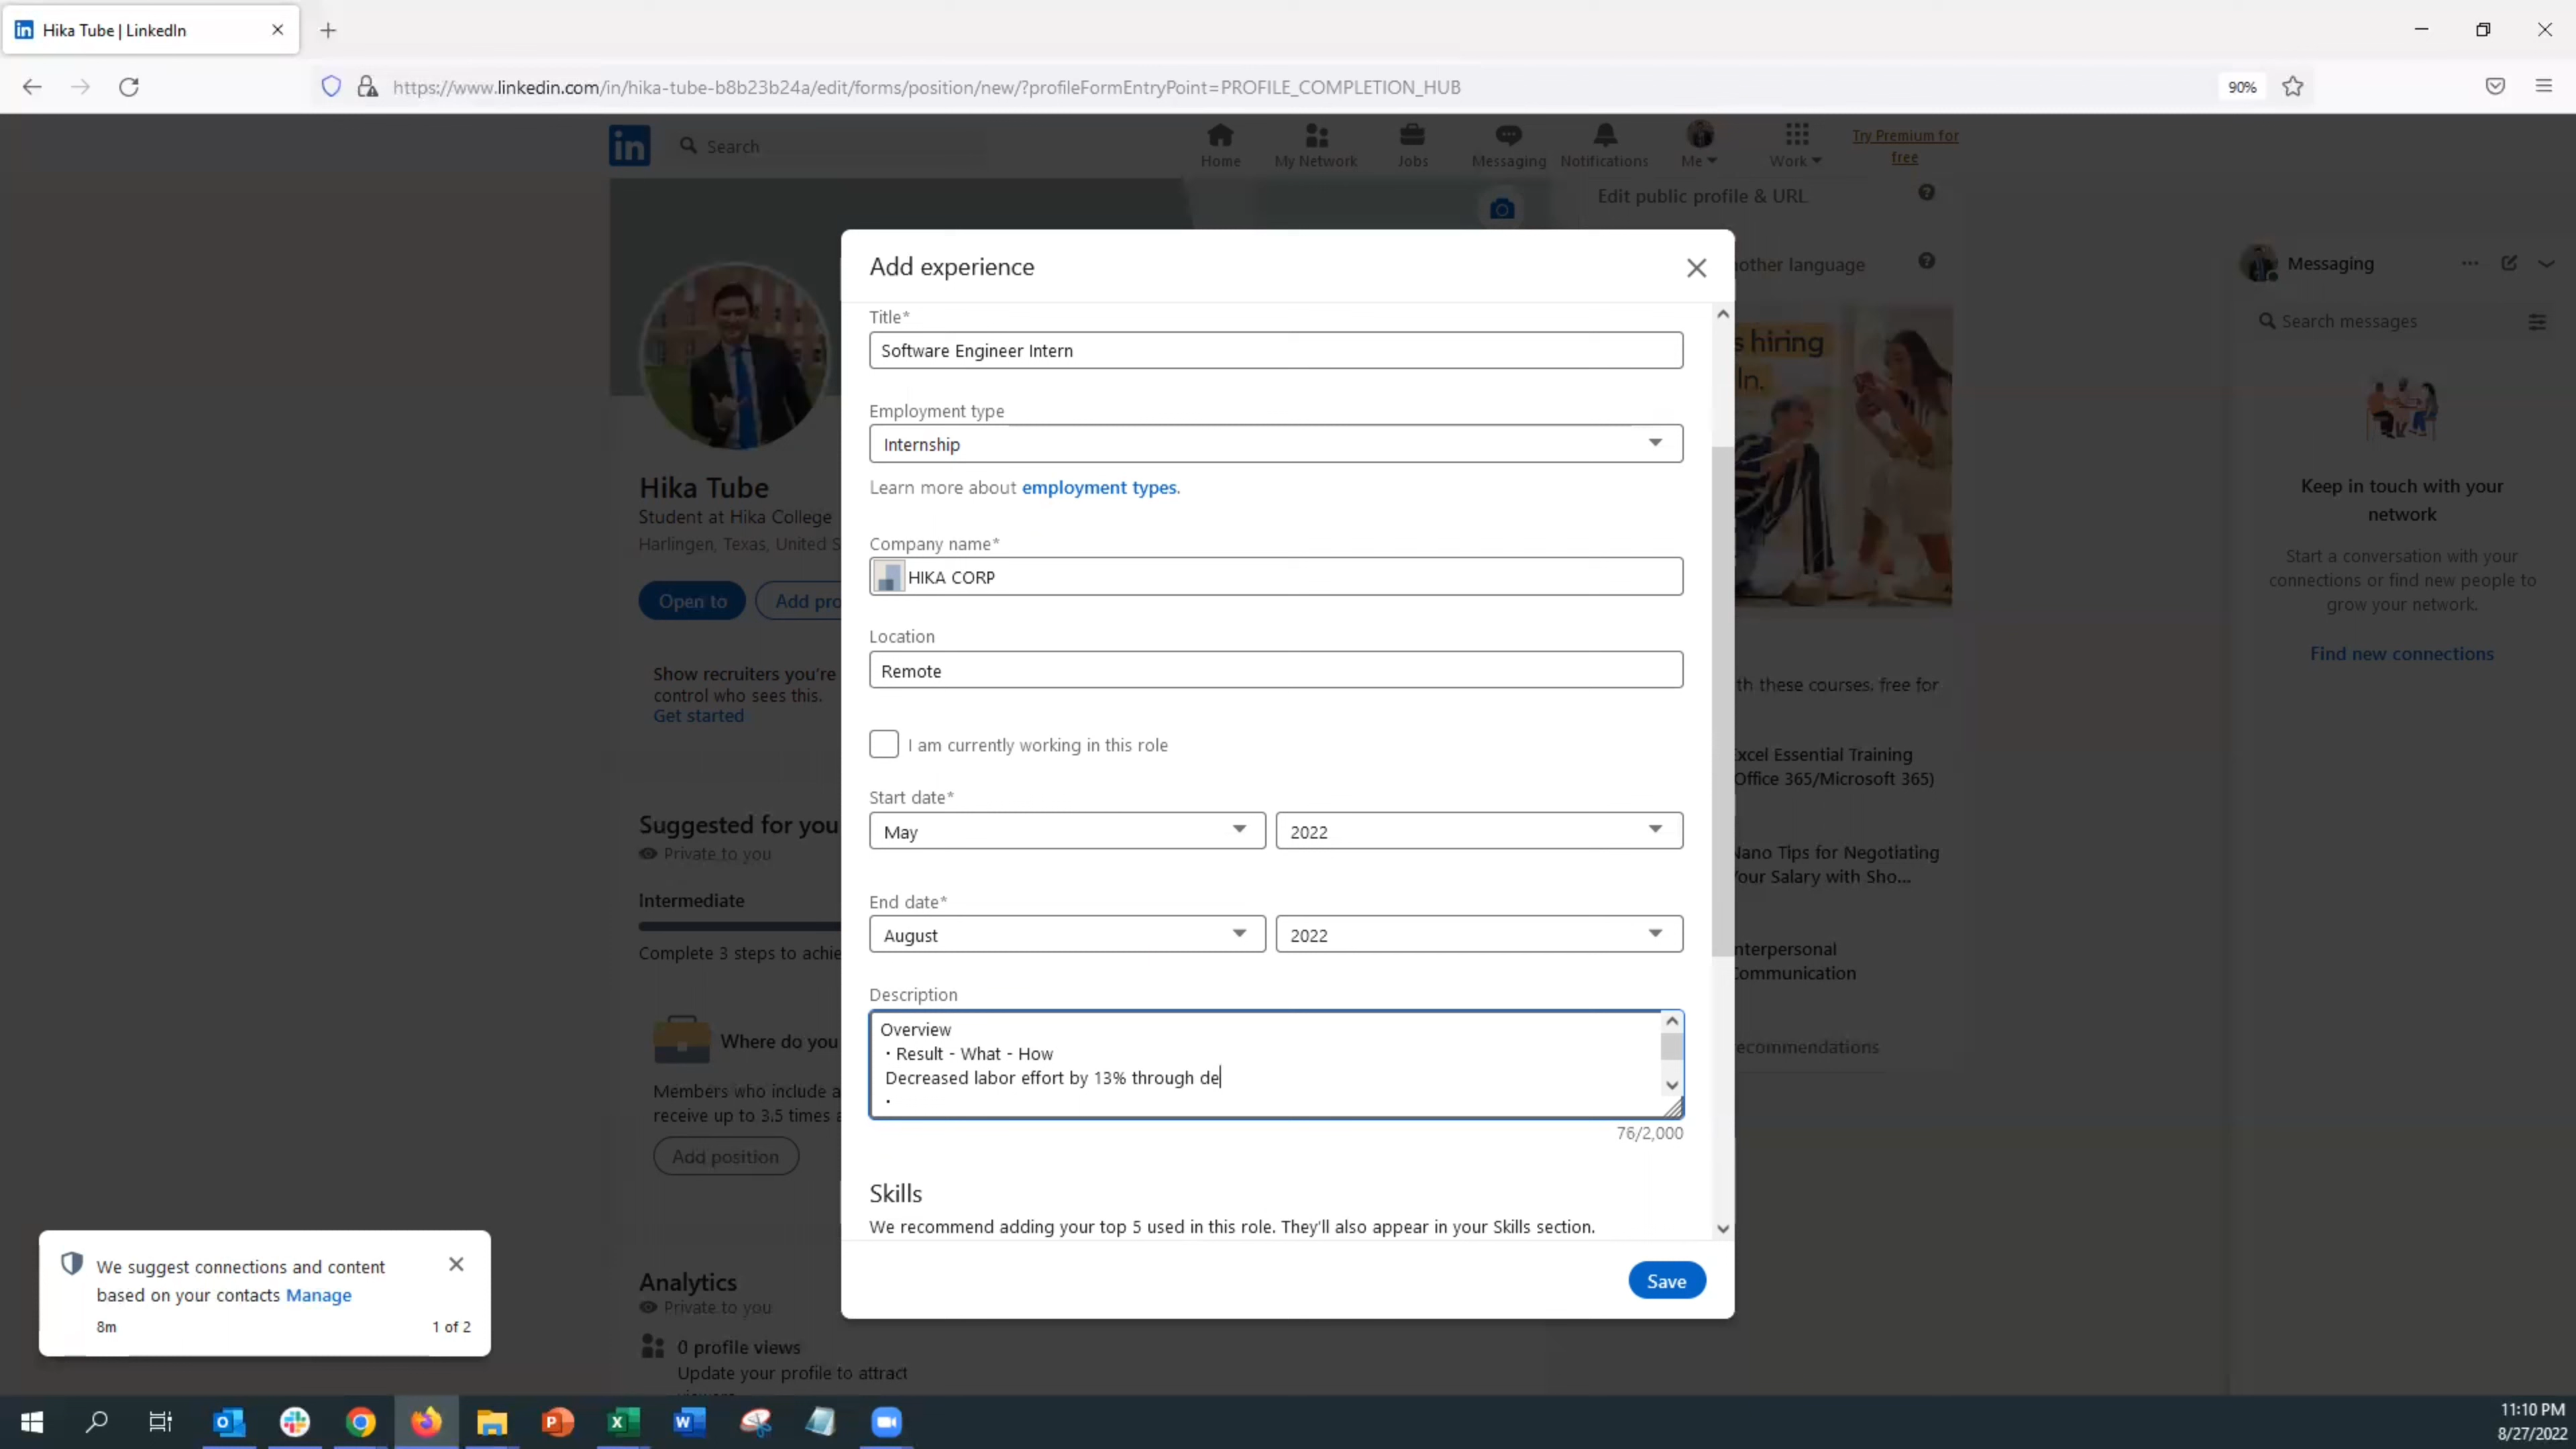 Hika Tube | LinkedIn
https://www.linkedin.com/in/hika-tube-b8b23b24a/edit/forms/position/new/?profileFormEntryPoint=PROFILE_COMPLETION_HUB
90%
in
Search
Home
My Network
Jobs
Messaging
Notifications
Me
Work
Try Premium for
free
Edit public profile & URL
other language
s hiring
In.
Hika Tube
Student at Hika College
Harlingen, Texas, United S
Open to
Add pro
Show recruiters you're
control who sees this.
Get started
Suggested for you
Private to you
Intermediate
Complete 3 steps to achie
Where do you
Members who include a
receive up to 3.5 times
Add position
Analytics
Private to you
0 profile views
Update your profile to attract
viewers
Add experience
Title*
Software Engineer Intern
Employment type
Internship
Learn more about employment types.
Company name*
HIKA CORP
Location
Remote
I am currently working in this role
Start date*
May
2022
End date*
August
2022
Description
Overview
• Result - What - How
Decreased labor effort by 13% through de
•
76/2,000
Skills
We recommend adding your top 5 used in this role. They'll also appear in your Skills section.
Save
th these courses, free for
Excel Essential Training
Office 365/Microsoft 365)
Nano Tips for Negotiating
Your Salary with Sho...
nterpersonal
Communication
recommendations
Messaging
Search messages
Keep in touch with your
network
Start a conversation with your
connections or find new people to
grow your network.
Find new connections
We suggest connections and content
based on your contacts Manage
8m
1 of 2
11:10 PM
8/27/2022